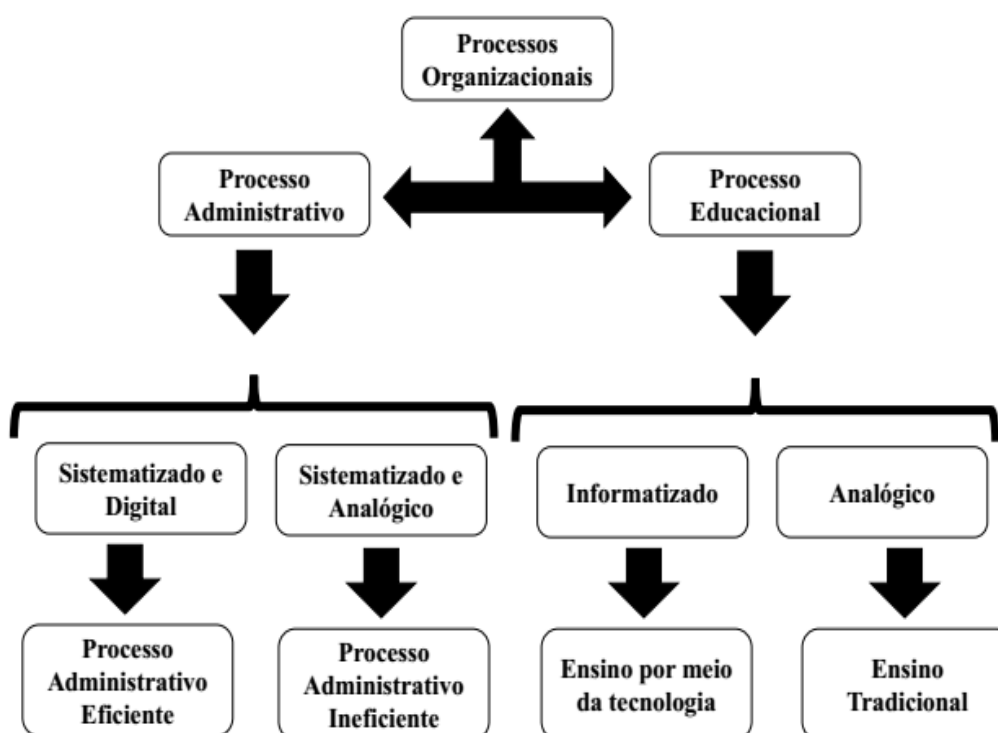 Processos
Organizacionais
Processo
Administrativo
Processo
Educacional
Sistematizado e
Digital
Sistematizado e
Analógico
Informatizado
Analógico
Processo
Administrativo
Eficiente
Processo
Administrativo
Ineficiente
Ensino por meio
da tecnologia
Ensino
Tradicional